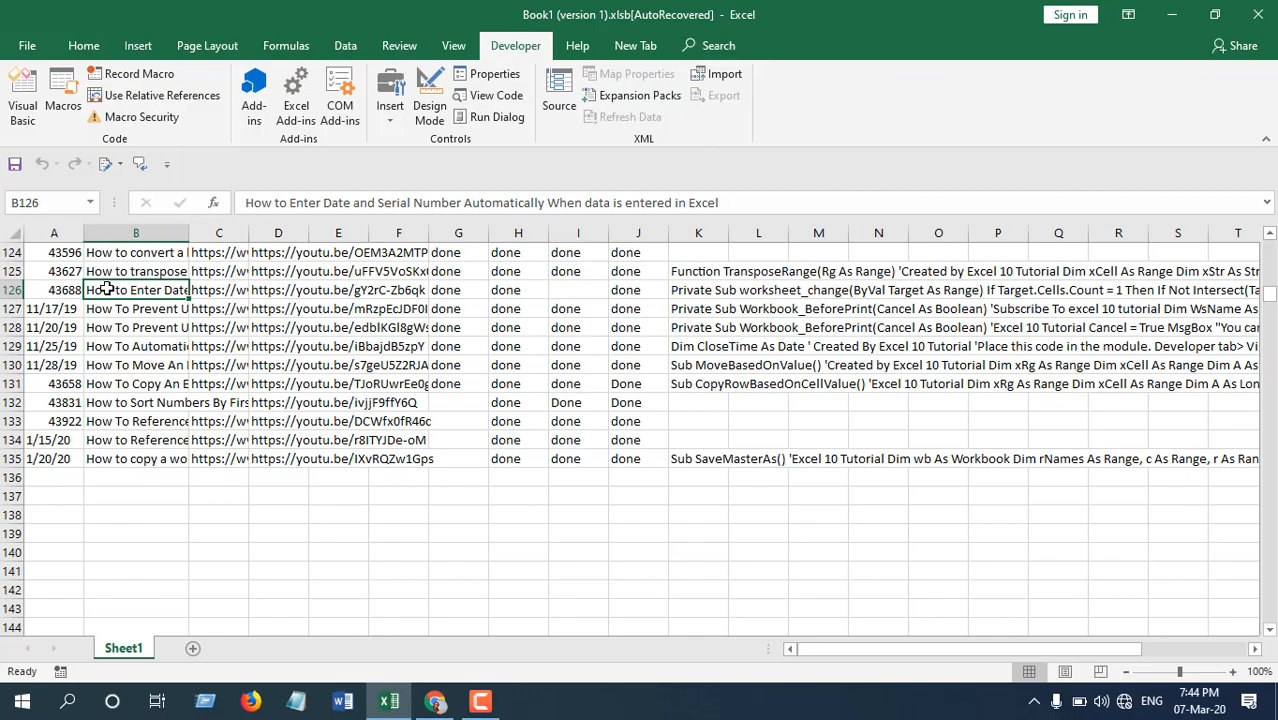 Book1 (version 1).xlsb[AutoRecovered] - Excel
Sign in
File Home Insert Page Layout Formulas Data Review View Developer Help New Tab Search Share
Visual Basic
Macros
Record Macro
Use Relative References
Macro Security
Code
Add-ins
Excel Add-ins
COM Add-ins
Add-ins
Insert
Design Mode
Properties
View Code
Run Dialog
Controls
Source
Map Properties
Expansion Packs
Refresh Data
Import
Export
XML
B126 How to Enter Date and Serial Number Automatically When data is entered in Excel
A B C D E F G H I J K L M N O P Q R S T
124 43596 How to convert a l https://w https://youtu.be/OEM3A2MTP done done done done
125 43627 How to transpose https://w https://youtu.be/uFFV5VoSKx done done done done Function TransposeRange(Rg As Range) 'Created by Excel 10 Tutorial Dim xCell As Range Dim xStr As Str
126 43688 How to Enter Date https://w https://youtu.be/gY2rC-Zb6qk done done done Private Sub worksheet_change(ByVal Target As Range) If Target.Cells.Count = 1 Then If Not Intersect(Ta
127 11/17/19 How To Prevent U https://w https://youtu.be/mRzpEcJDF0I done done done done Private Sub Workbook_BeforePrint(Cancel As Boolean) 'Subscribe To excel 10 tutorial Dim WsName As
128 11/20/19 How To Prevent U https://w https://youtu.be/edbIKGl8gWs done done done done Private Sub Workbook_BeforePrint(Cancel As Boolean) 'Excel 10 Tutorial Cancel = True MsgBox "You can
129 11/25/19 How To Automati https://w https://youtu.be/iBbajdB5zpY done done done done Dim CloseTime As Date ' Created By Excel 10 Tutorial 'Place this code in the module. Developer tab> Vi
130 11/28/19 How To Move An https://w https://youtu.be/s7geU5Z2RJA done done done done Sub MoveBasedOnValue() 'Created by Excel 10 Tutorial Dim xRg As Range Dim xCell As Range Dim A As
131 43658 How To Copy An E https://w https://youtu.be/TJoRUwrEe0g done done done Done Sub CopyRowBasedOnCellValue() 'Excel 10 Tutorial Dim xRg As Range Dim xCell As Range Dim A As Lon
132 43831 How to Sort Numbers By Firs https://youtu.be/ivjjF9ffY6Q done Done Done
133 43922 How To Reference https://w https://youtu.be/DCWfx0fR46c done done done
134 1/15/20 How to Reference https://w https://youtu.be/r8ITYJDe-oM done done done
135 1/20/20 How to copy a wo https://w https://youtu.be/IXvRQZw1Gps done done done Sub SaveMasterAs() 'Excel 10 Tutorial Dim wb As Workbook Dim rNames As Range, c As Range, r As Ran
136
137
138
139
140
141
142
143
144
Sheet1
Ready 100%
ENG 7:44 PM
07-Mar-20